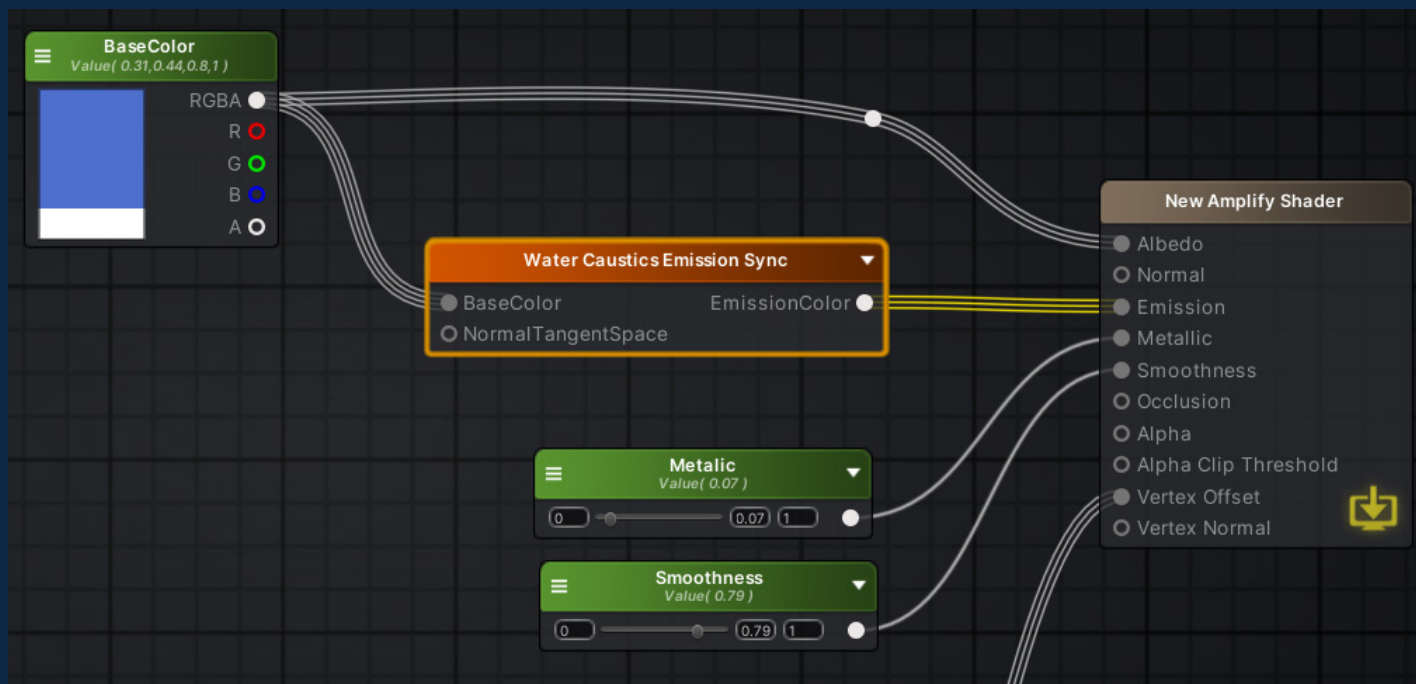 BaseColor
Value( 0.31,0.44,0.8,1 )
RGBA
R
G
B
A
Water Caustics Emission Sync
BaseColor EmissionColor
NormalTangentSpace
Metalic
Value( 0.07 )
0 0.07 1
Smoothness
Value( 0.79 )
0 0.79 1
New Amplify Shader
Albedo
Normal
Emission
Metallic
Smoothness
Occlusion
Alpha
Alpha Clip Threshold
Vertex Offset
Vertex Normal